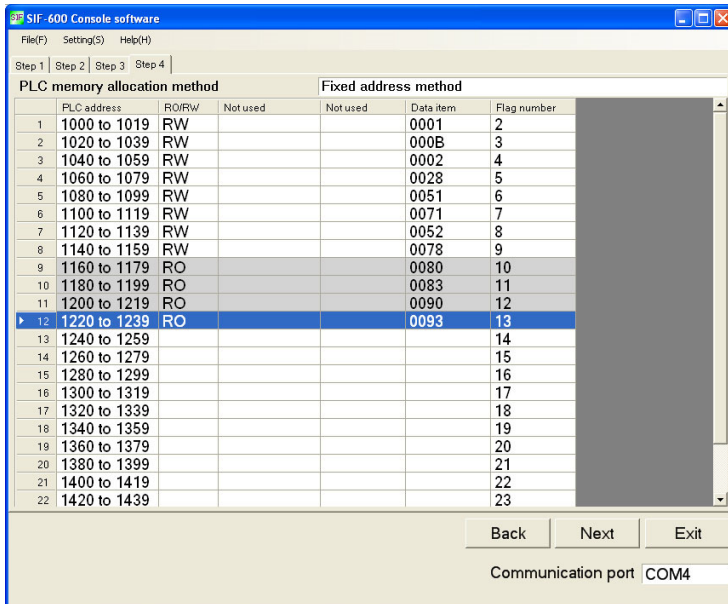 SIF SIF-600 Console software
File(F) Setting(S) Help(H)
Step 1 Step 2 Step 3 Step 4
PLC memory allocation method Fixed address method
PLC address RO/RW Not used Not used Data item Flag number
1 1000 to 1019 RW 0001 2
2 1020 to 1039 RW 000B 3
3 1040 to 1059 RW 0002 4
4 1060 to 1079 RW 0028 5
5 1080 to 1099 RW 0051 6
6 1100 to 1119 RW 0071 7
7 1120 to 1139 RW 0052 8
8 1140 to 1159 RW 0078 9
9 1160 to 1179 RO 0080 10
10 1180 to 1199 RO 0083 11
11 1200 to 1219 RO 0090 12
12 1220 to 1239 RO 0093 13
13 1240 to 1259 14
14 1260 to 1279 15
15 1280 to 1299 16
16 1300 to 1319 17
17 1320 to 1339 18
18 1340 to 1359 19
19 1360 to 1379 20
20 1380 to 1399 21
21 1400 to 1419 22
22 1420 to 1439 23
Back Next Exit
Communication port COM4